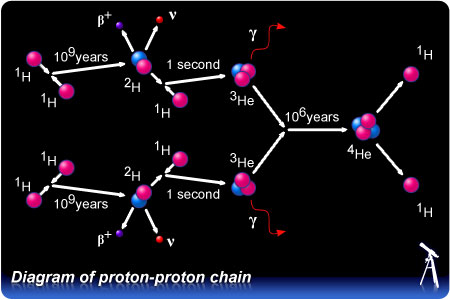 β⁺ ν
γ
¹H
10⁹years
1 second
¹H
²H
³He
¹H
¹H
10⁶years
⁴He
¹H
²H
¹H
³He
¹H
10⁹years
1 second
¹H
β⁺ ν
γ
Diagram of proton-proton chain